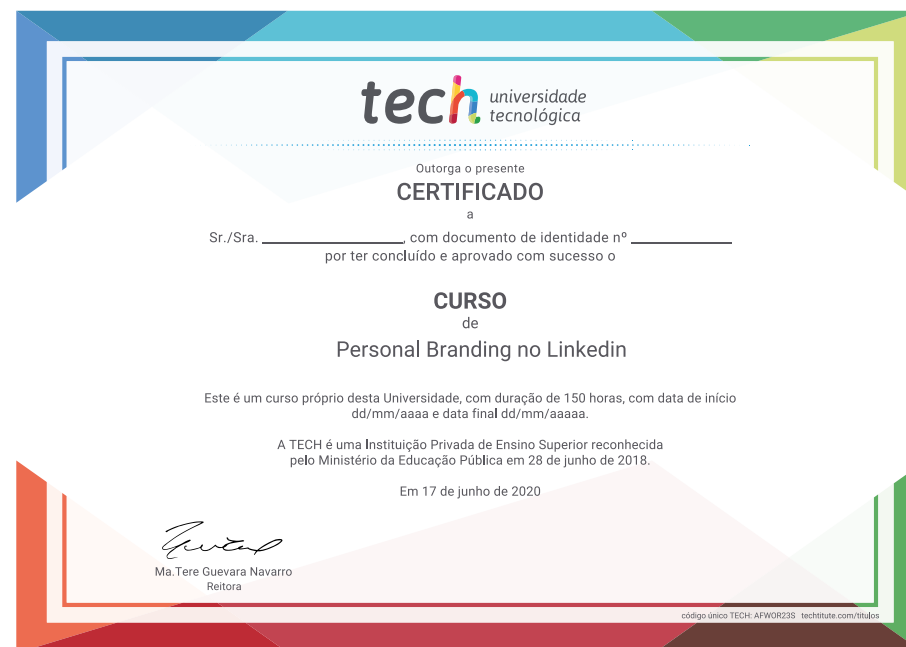 tech universidade
tecnológica
Outorga o presente
CERTIFICADO
a
Sr./Sra. ____________________, com documento de identidade nº ______________
por ter concluído e aprovado com sucesso o
CURSO
de
Personal Branding no Linkedin
Este é um curso próprio desta Universidade, com duração de 150 horas, com data de início
dd/mm/aaaa e data final dd/mm/aaaaa.
A TECH é uma Instituição Privada de Ensino Superior reconhecida
pelo Ministério da Educação Pública em 28 de junho de 2018.
Em 17 de junho de 2020
Ma.Tere Guevara Navarro
Reitora
código único TECH: AFWOR23S techtitute.com/titulos